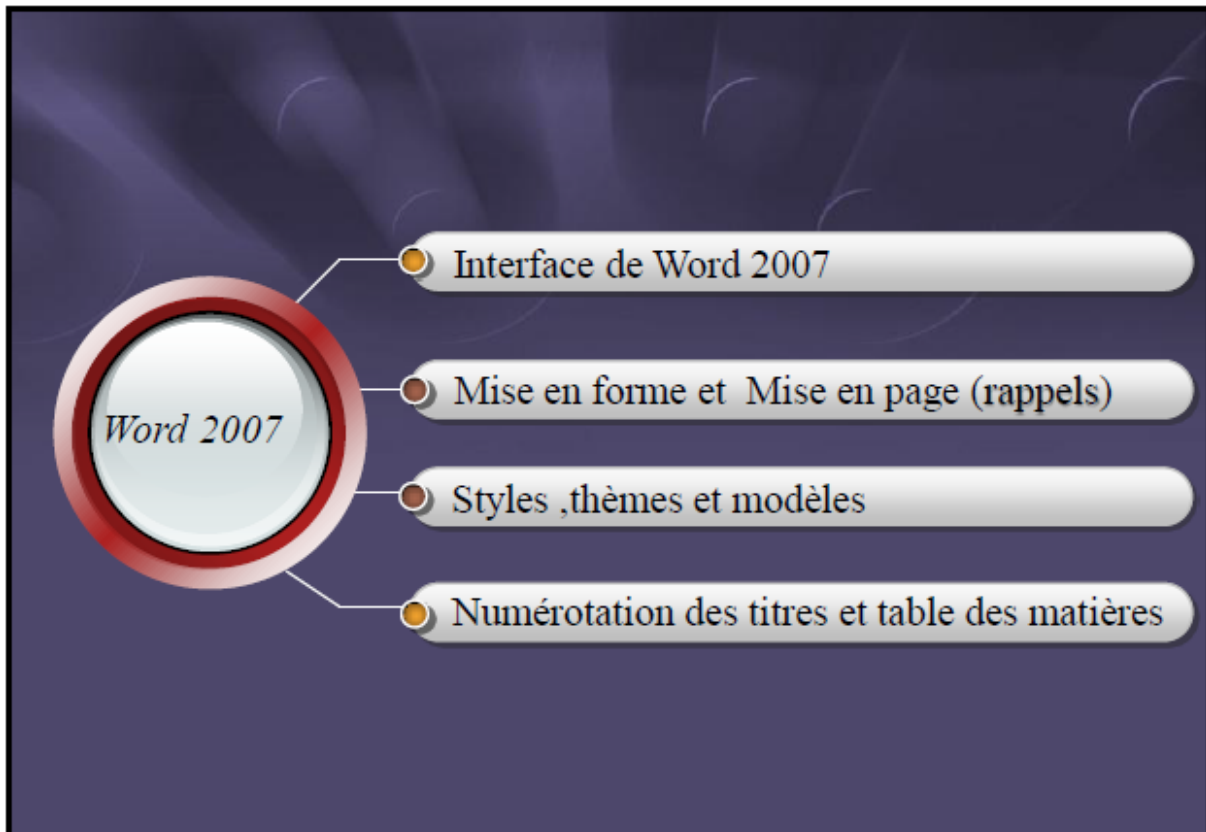 Interface de Word 2007
Mise en forme et  Mise en page (rappels)
Word 2007
Styles ,thèmes et modèles
Numérotation des titres et table des matières